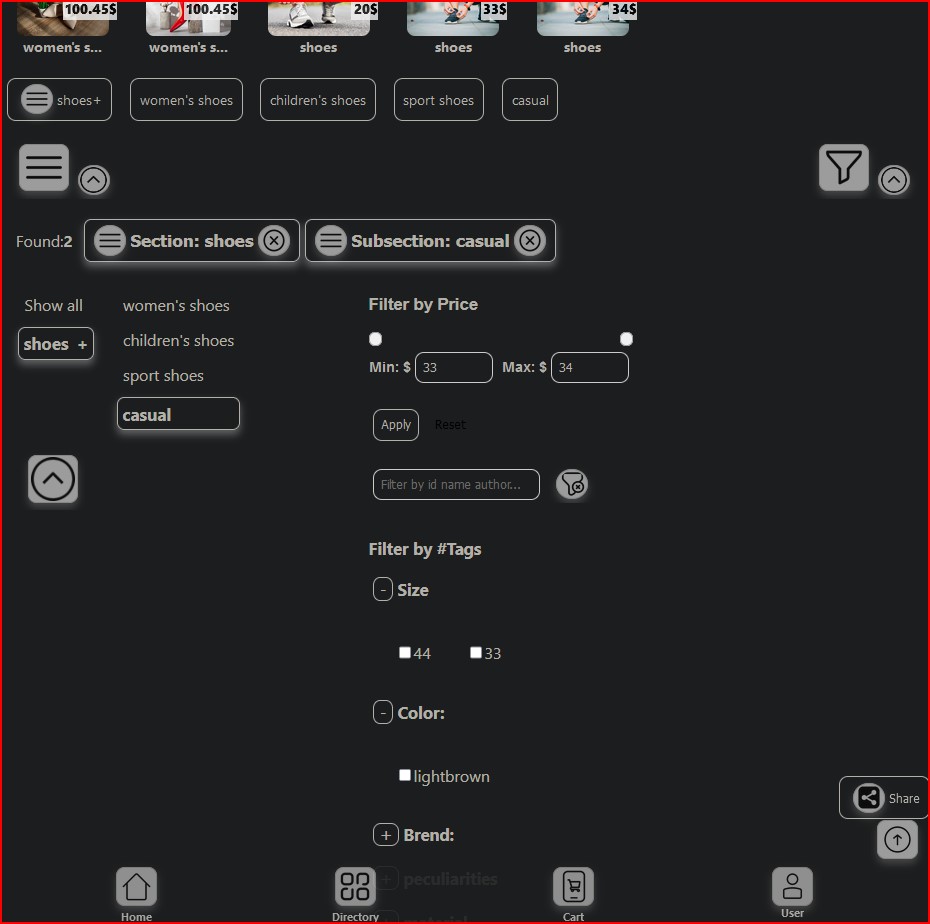 100.45$ 100.45$ 20$ 33$ 34$
women's s... women's s... shoes shoes shoes
shoes+ women's shoes children's shoes sport shoes casual
Found:2 Section: shoes Subsection: casual
Show all women's shoes
shoes + children's shoes
sport shoes
casual
Filter by Price
Min: $ 33 Max: $ 34
Apply Reset
Filter by id name author...
Filter by #Tags
- Size
44 33
- Color:
lightbrown
Share
+ Brend:
+ peculiarities
+ material
Home Directory Cart User